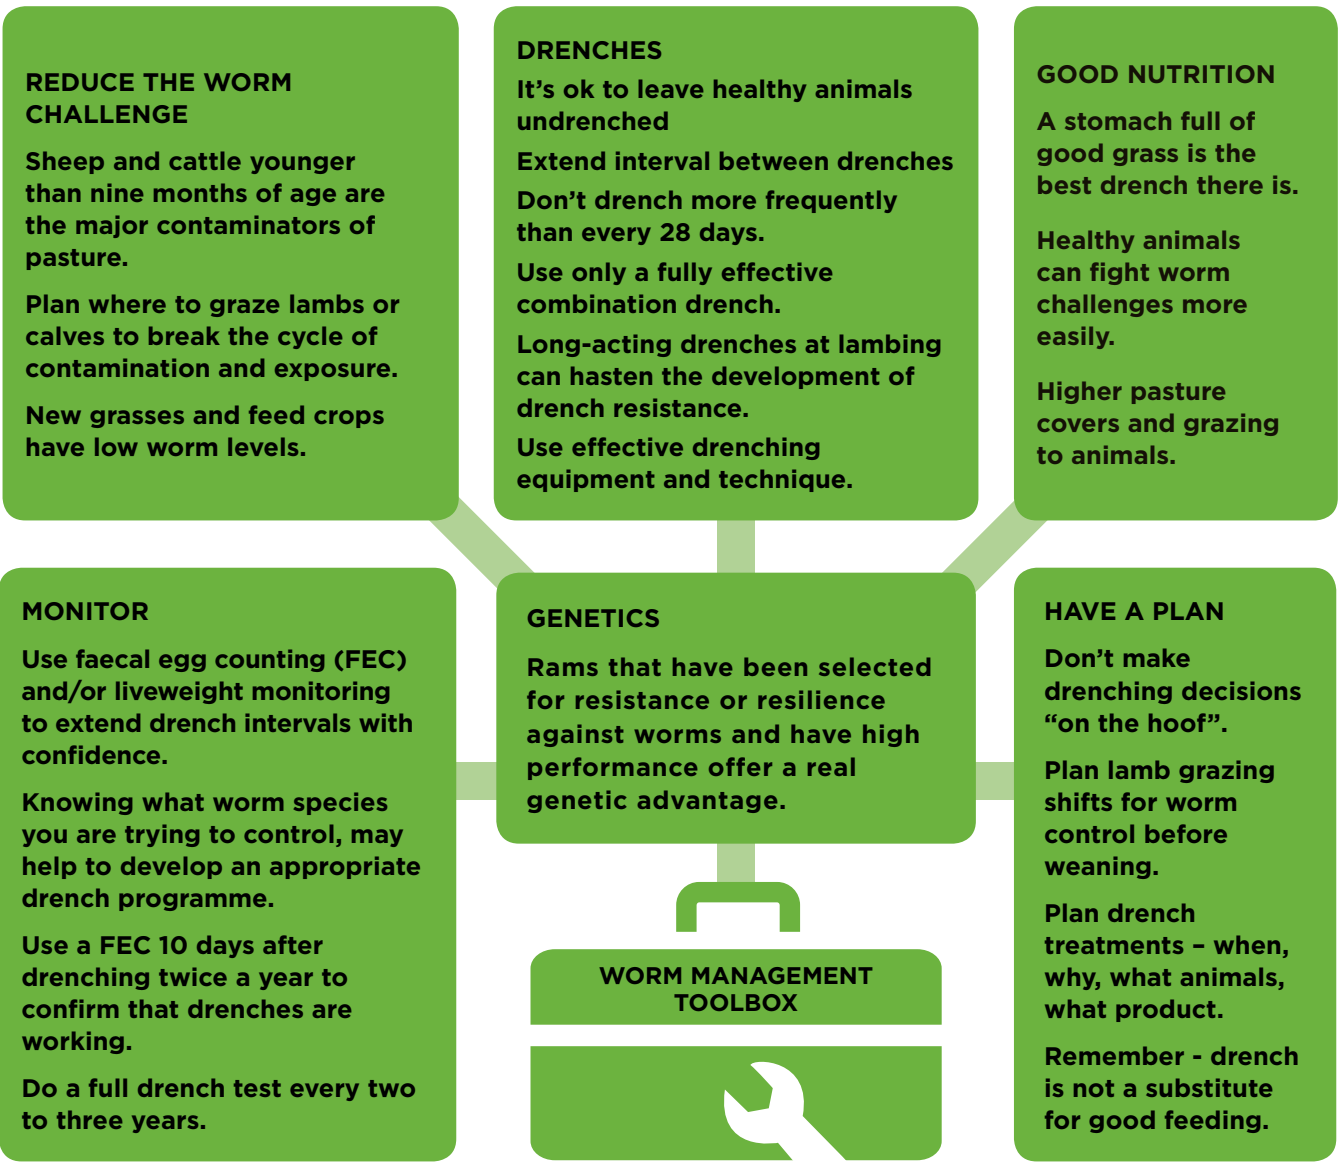 REDUCE THE WORM
CHALLENGE
Sheep and cattle younger
than nine months of age are
the major contaminators of
pasture.
Plan where to graze lambs or
calves to break the cycle of
contamination and exposure.
New grasses and feed crops
have low worm levels.
DRENCHES
It's ok to leave healthy animals
undrenched
Extend interval between drenches
Don't drench more frequently
than every 28 days.
Use only a fully effective
combination drench.
Long-acting drenches at lambing
can hasten the development of
drench resistance.
Use effective drenching
equipment and technique.
GOOD NUTRITION
A stomach full of
good grass is the
best drench there is.
Healthy animals
can fight worm
challenges more
easily.
Higher pasture
covers and grazing
to animals.
MONITOR
Use faecal egg counting (FEC)
and/or liveweight monitoring
to extend drench intervals with
confidence.
Knowing what worm species
you are trying to control, may
help to develop an appropriate
drench programme.
Use a FEC 10 days after
drenching twice a year to
confirm that drenches are
working.
Do a full drench test every two
to three years.
GENETICS
Rams that have been selected
for resistance or resilience
against worms and have high
performance offer a real
genetic advantage.
HAVE A PLAN
Don't make
drenching decisions
“on the hoof”.
Plan lamb grazing
shifts for worm
control before
weaning.
Plan drench
treatments – when,
why, what animals,
what product.
Remember - drench
is not a substitute
for good feeding.
WORM MANAGEMENT
TOOLBOX